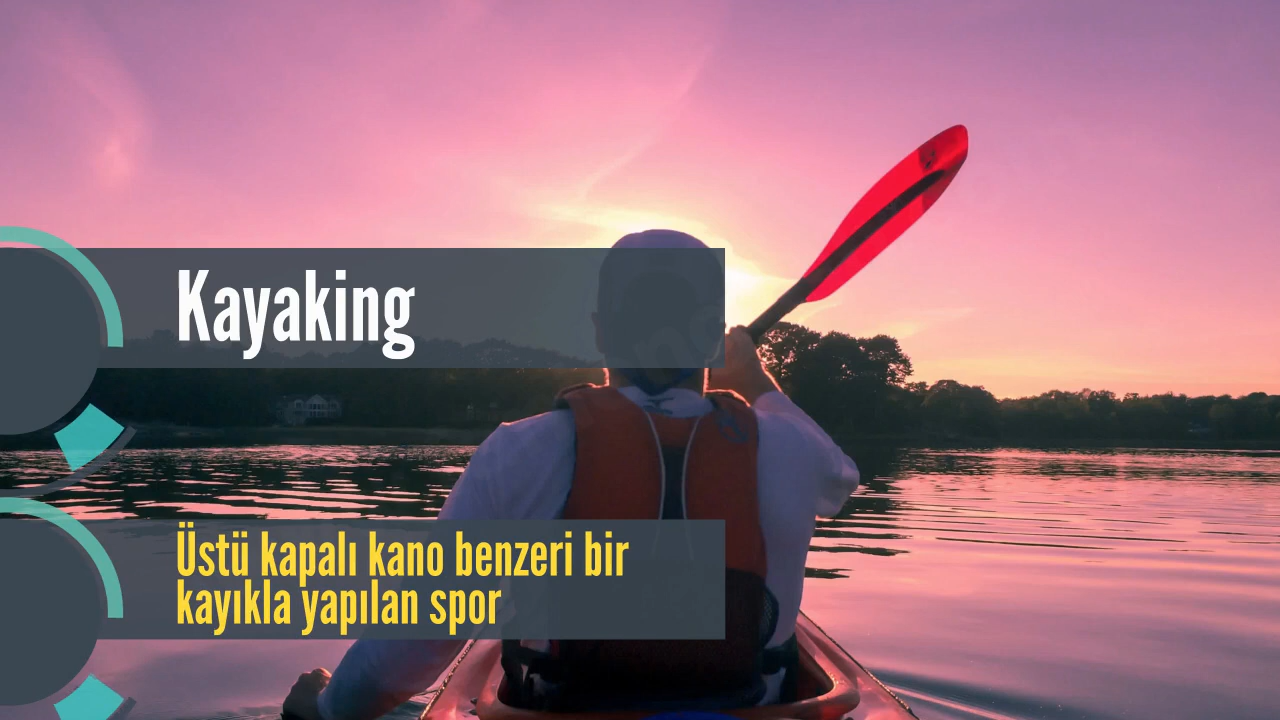 Kayaking
Üstü kapalı kano benzeri bir
kayıkla yapılan spor